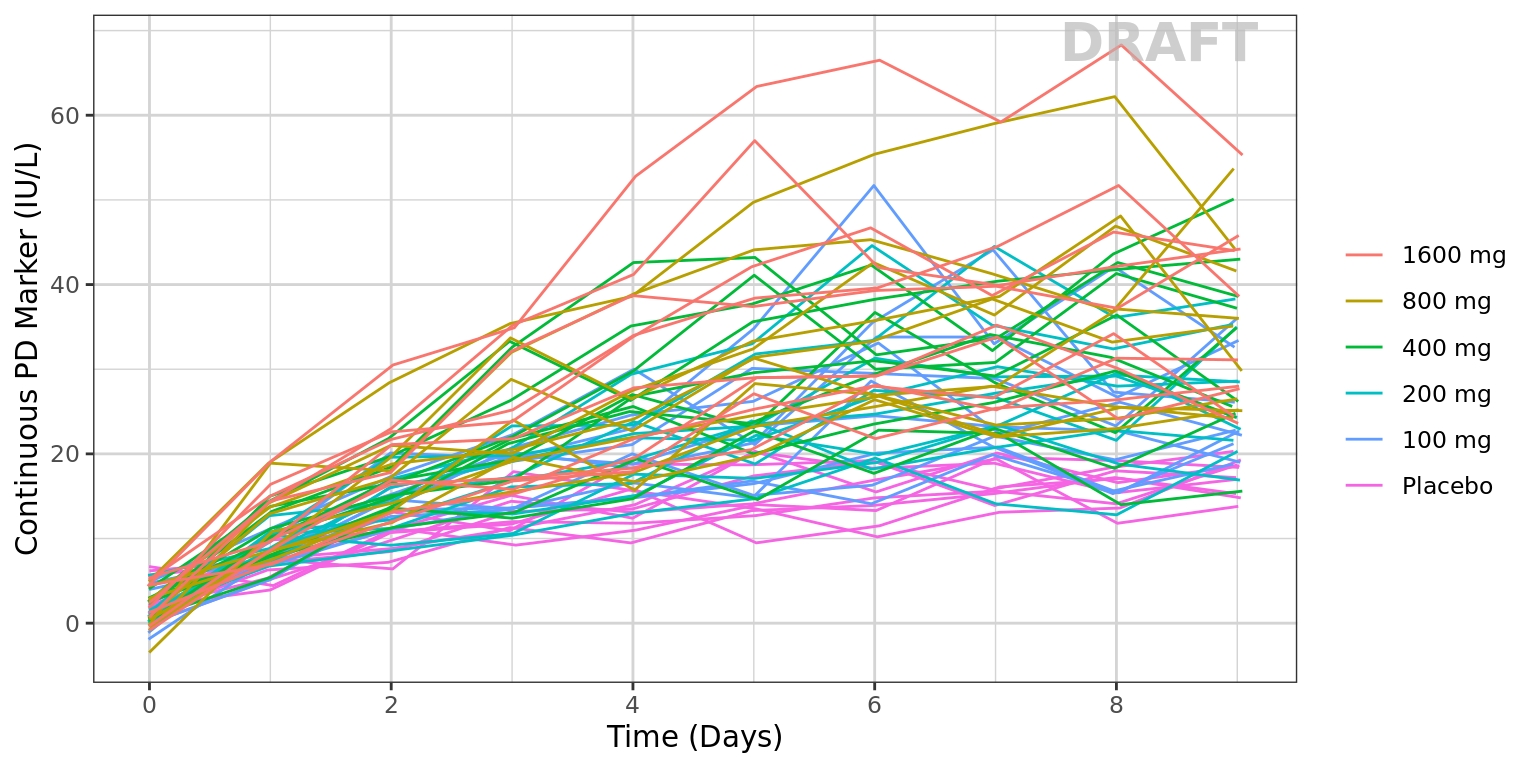 DRAFT
Continuous PD Marker (IU/L)
60
40
20
0
0 2 4 6 8
Time (Days)
1600 mg
800 mg
400 mg
200 mg
100 mg
Placebo